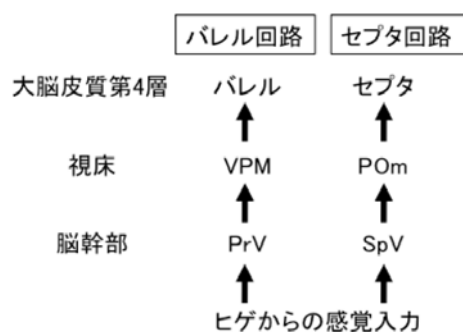 バレル回路 セプタ回路
大脳皮質第4層 バレル セプタ
視床 VPM POm
脳幹部 PrV SpV
ヒゲからの感覚入力